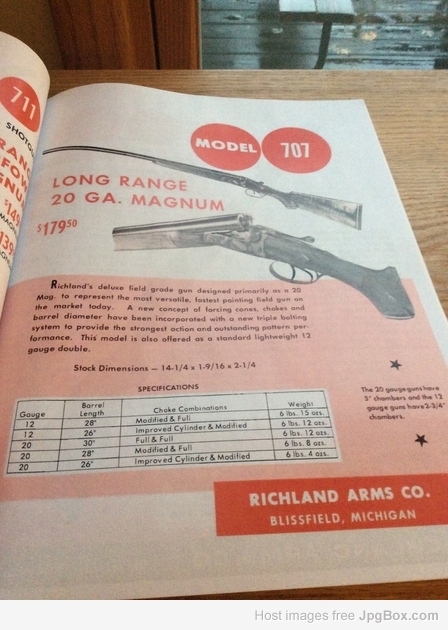 711
SHOTG
$149
139
MODEL 707
LONG RANGE
20 GA. MAGNUM
$179.50
Richland's deluxe field grade gun designed primarily as a 20
Mag. to represent the most versatile, fastest pointing field gun on
the market today. A new concept of forcing cones, chokes and
barrel diameter have been incorporated with a new triple bolting
system to provide the strongest action and outstanding pattern per-
formance. This model is also offered as a standard lightweight 12
gauge double.
Stock Dimensions — 14-1/4 x 1-9/16 x 2-1/4
SPECIFICATIONS
Gauge Barrel Length Choke Combinations Weight
12 28" Modified & Full 6 lbs. 15 ozs.
12 26" Improved Cylinder & Modified 6 lbs. 12 ozs.
20 30" Full & Full 6 lbs. 12 ozs.
20 28" Modified & Full 6 lbs. 8 ozs.
20 26" Improved Cylinder & Modified 6 lbs. 4 ozs.
The 20 gauge guns have
3" chambers and the 12
gauge guns have 2-3/4"
chambers.
RICHLAND ARMS CO.
BLISSFIELD, MICHIGAN
Host images free JpgBox.com